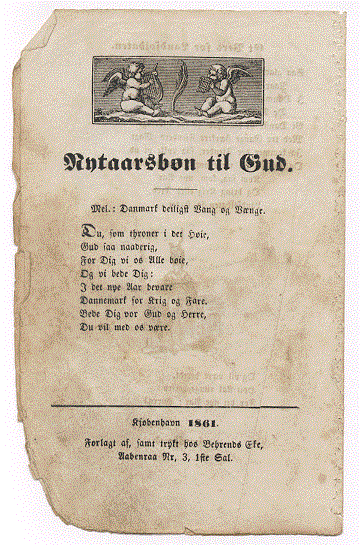 Nytaarsbøn til Gud.
Mel.: Danmark deiligst Vang og Vænge.
Du, som throner i det Høie,
Gud saa naaderig,
For Dig vi os Alle bøie,
Og vi bede Dig:
I det nye Aar bevare
Dannemark for Krig og Fare.
Bede Dig vor Gud og Herre,
Du vil med os være.
Kjøbenhavn 1861.
Forlagt af, samt trykt hos Behrends Eke,
Aabenraa Nr, 3, 1ste Sal.